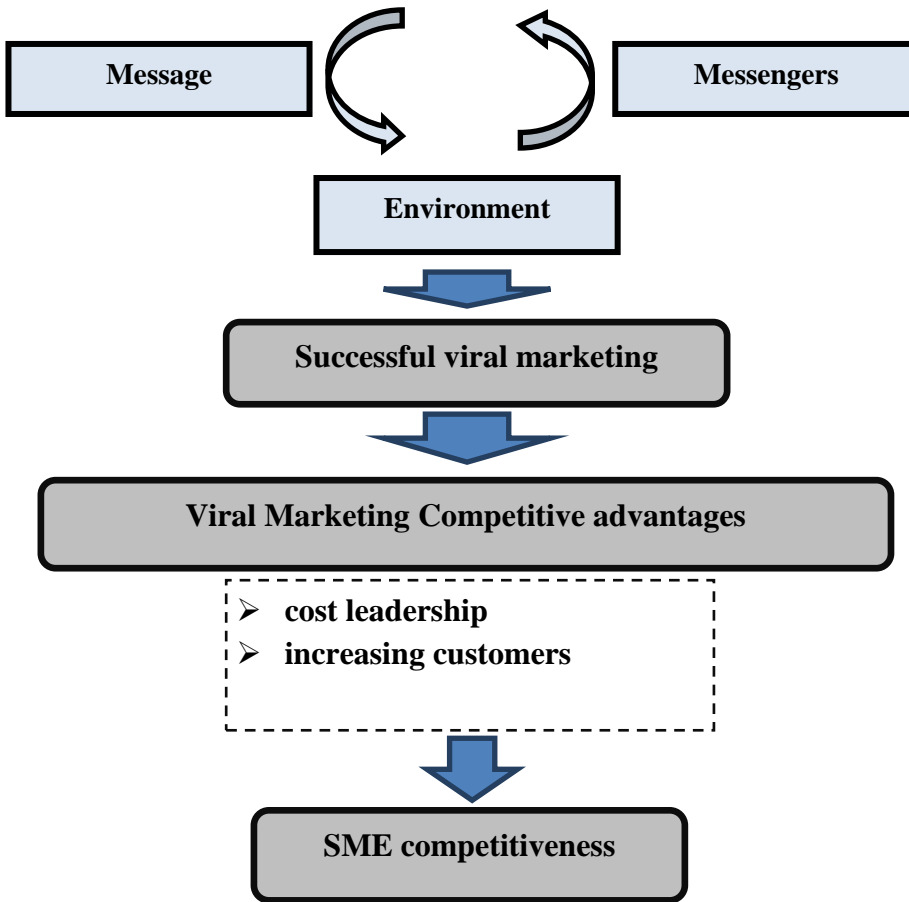 Message
Messengers
Environment
Successful viral marketing
Viral Marketing Competitive advantages
➢ cost leadership
➢ increasing customers
SME competitiveness